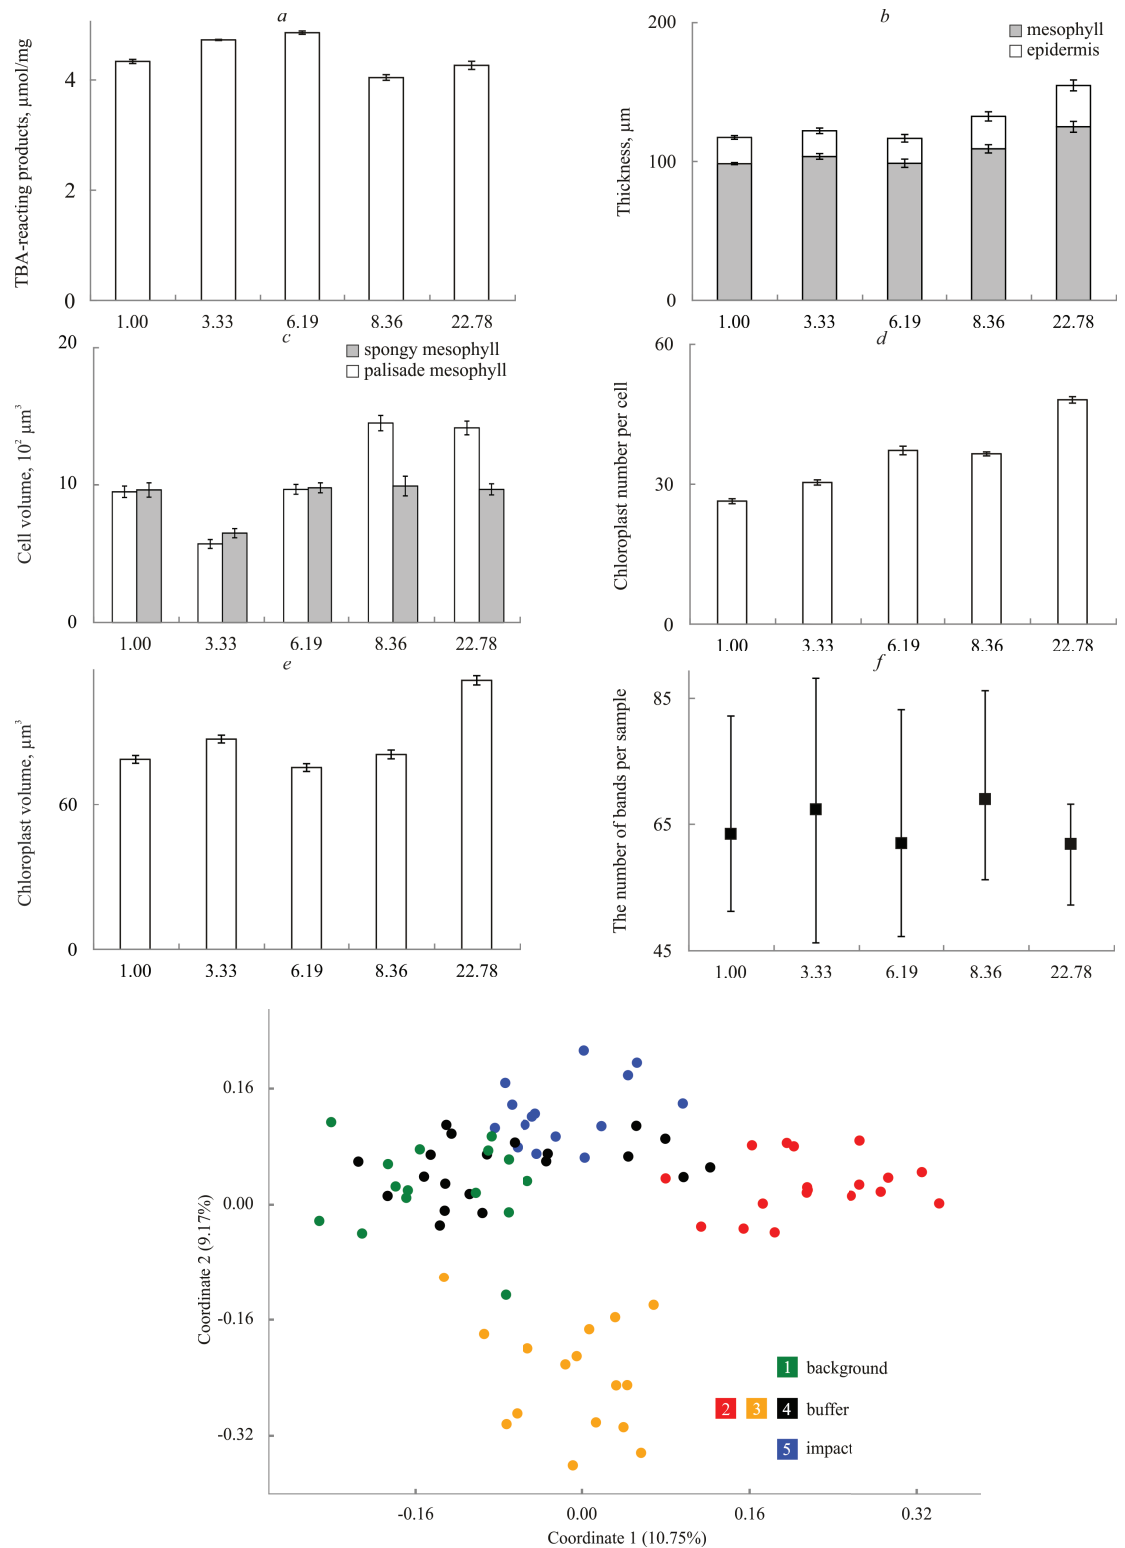 a
TBA-reacting products, μmol/mg
4
2
0
1.00 3.33 6.19 8.36 22.78
b
mesophyll
epidermis
Thickness, μm
200
100
0
1.00 3.33 6.19 8.36 22.78
c
spongy mesophyll
palisade mesophyll
Cell volume, 10² μm³
20
10
0
1.00 3.33 6.19 8.36 22.78
d
Chloroplast number per cell
60
30
0
1.00 3.33 6.19 8.36 22.78
e
Chloroplast volume, μm³
60
0
1.00 3.33 6.19 8.36 22.78
f
The number of bands per sample
85
65
45
1.00 3.33 6.19 8.36 22.78
Coordinate 2 (9.17%)
0.16
0.00
-0.16
-0.32
1 background
2 3 4 buffer
5 impact
-0.16 0.00 0.16 0.32
Coordinate 1 (10.75%)